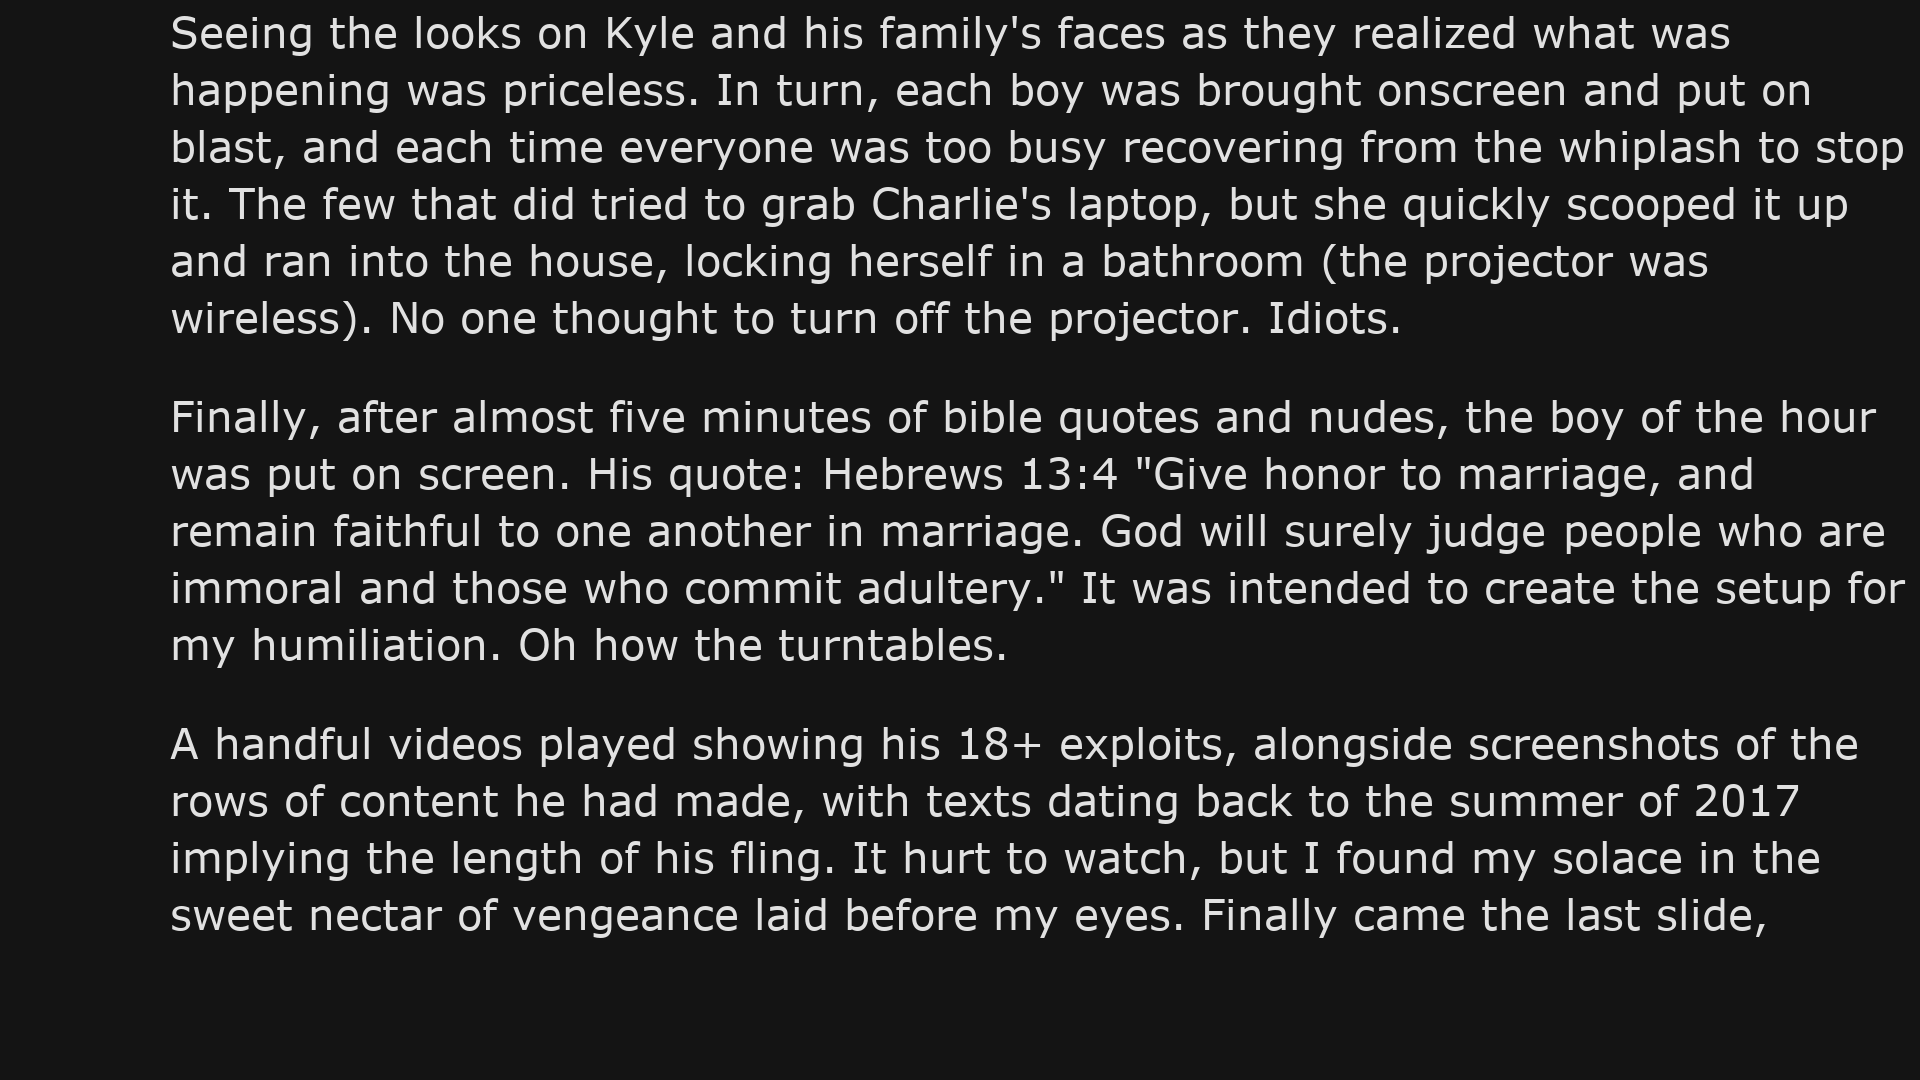 Seeing the looks on Kyle and his family's faces as they realized what was
happening was priceless. In turn, each boy was brought onscreen and put on
blast, and each time everyone was too busy recovering from the whiplash to stop
it. The few that did tried to grab Charlie's laptop, but she quickly scooped it up
and ran into the house, locking herself in a bathroom (the projector was
wireless). No one thought to turn off the projector. Idiots.
Finally, after almost five minutes of bible quotes and nudes, the boy of the hour
was put on screen. His quote: Hebrews 13:4 "Give honor to marriage, and
remain faithful to one another in marriage. God will surely judge people who are
immoral and those who commit adultery." It was intended to create the setup for
my humiliation. Oh how the turntables.
A handful videos played showing his 18+ exploits, alongside screenshots of the
rows of content he had made, with texts dating back to the summer of 2017
implying the length of his fling. It hurt to watch, but I found my solace in the
sweet nectar of vengeance laid before my eyes. Finally came the last slide,